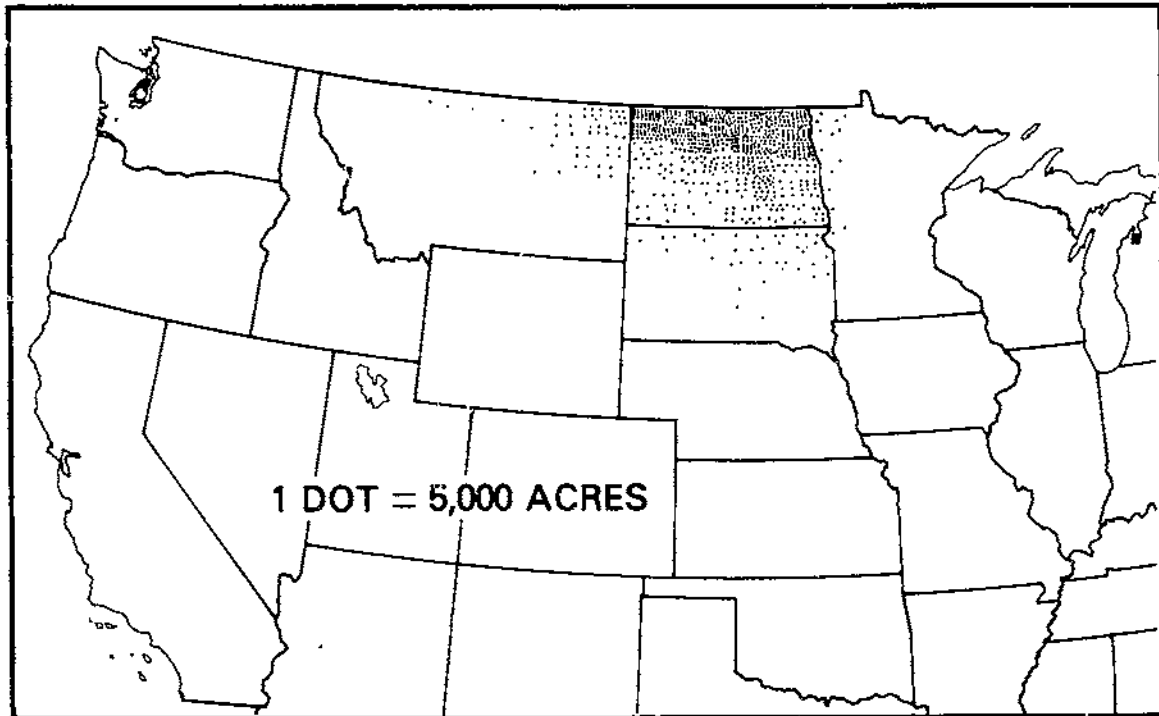 1 DOT = 5,000 ACRES